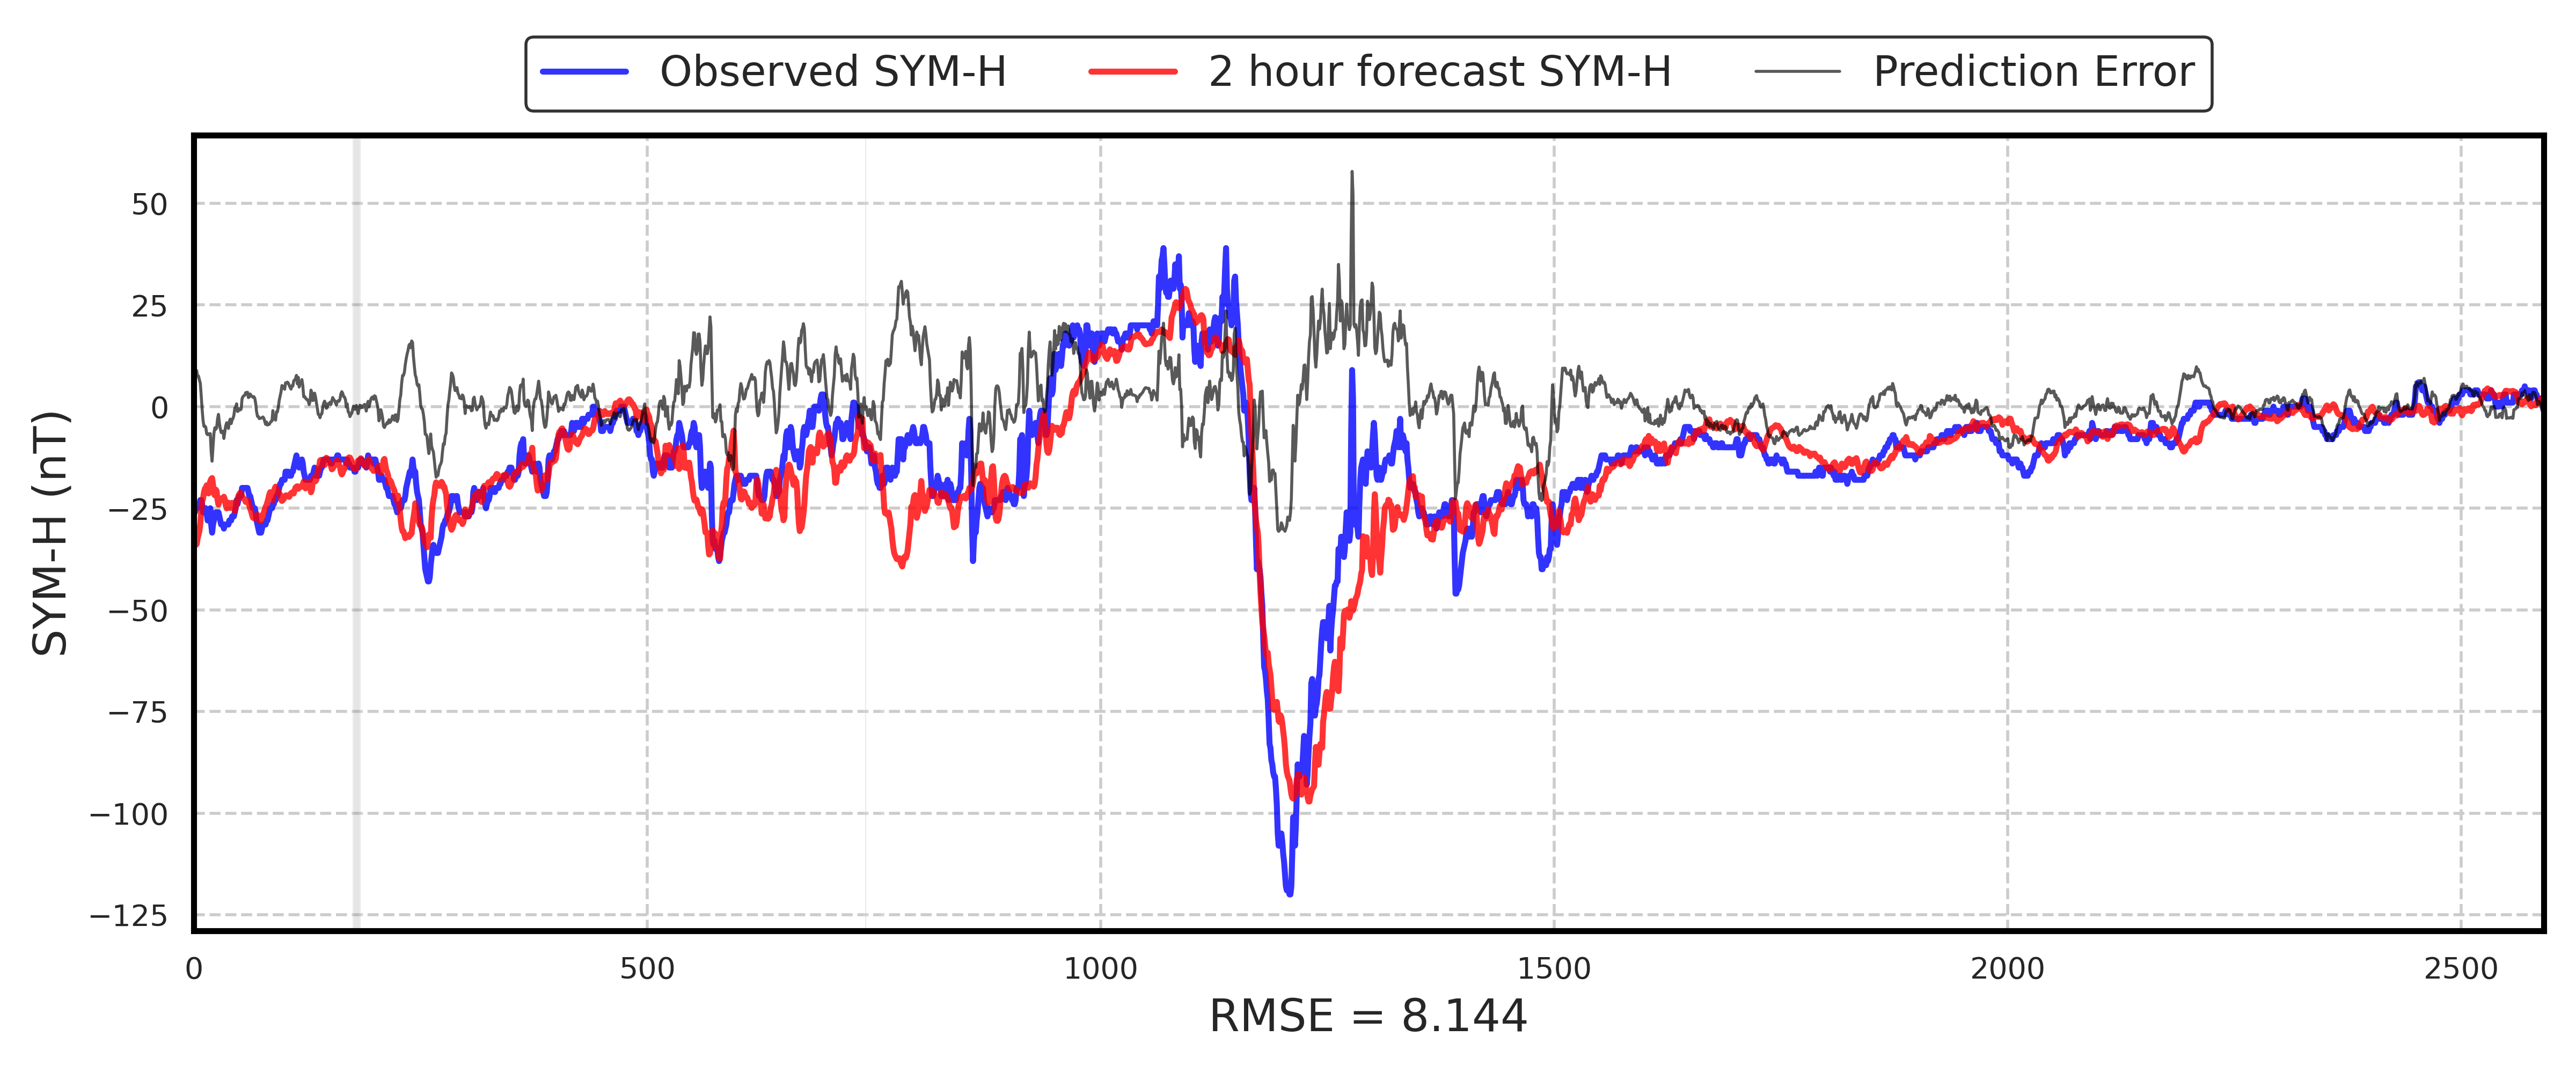 Observed SYM-H 2 hour forecast SYM-H Prediction Error
50
25
0
−25
−50
−75
−100
−125
SYM-H (nT)
0 500 1000 1500 2000 2500
RMSE = 8.144